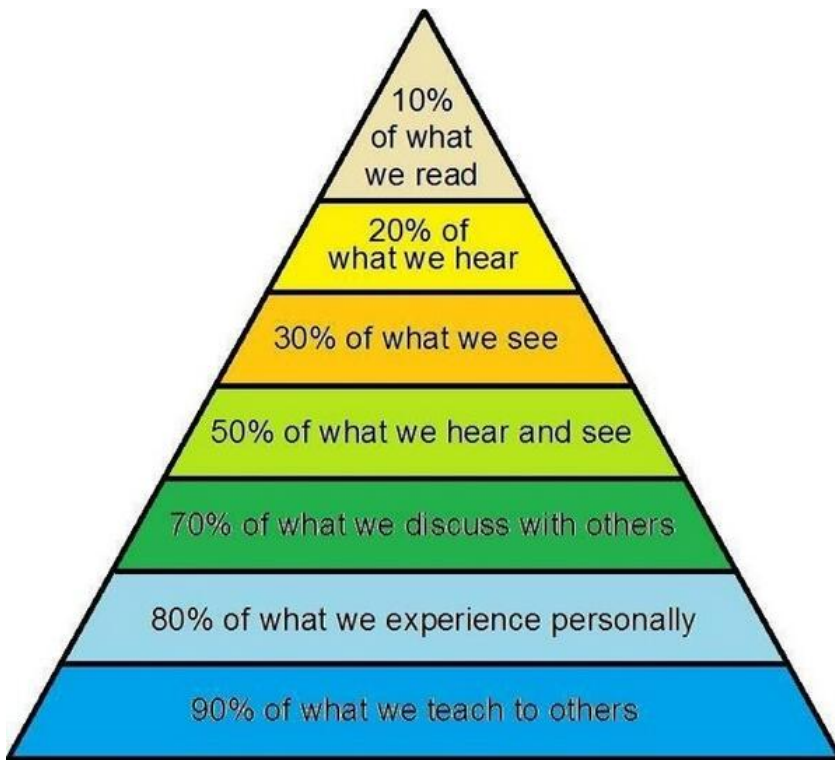 10%
of what
we read
20% of
what we hear
30% of what we see
50% of what we hear and see
70% of what we discuss with others
80% of what we experience personally
90% of what we teach to others